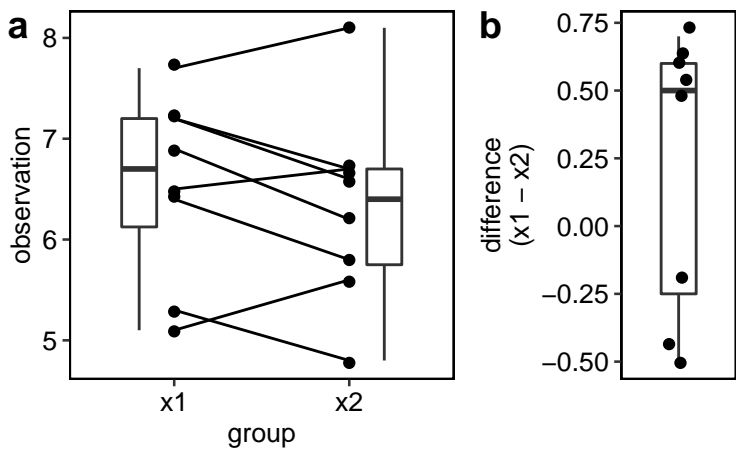 a
8
7
6
5
observation
x1
x2
group
b
0.75
0.50
0.25
0.00
−0.25
−0.50
difference
(x1 − x2)